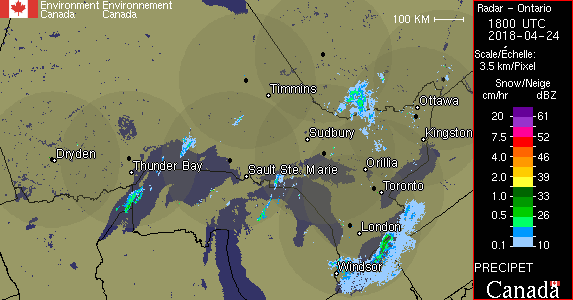 Environment Environnement
Canada Canada
100 KM
Timmins
Ottawa
Sudbury
Kingston
Dryden
Thunder Bay
Sault Ste. Marie
Orillia
Toronto
London
Windsor
Radar - Ontario
1800 UTC
2018-04-24
Scale/Échelle:
3.5 km/Pixel
Snow/Neige
cm/hr dBZ
20 61
7.5 52
4.0 46
2.0 39
1.0 33
0.5 26
0.1 10
PRECIPET
Canada